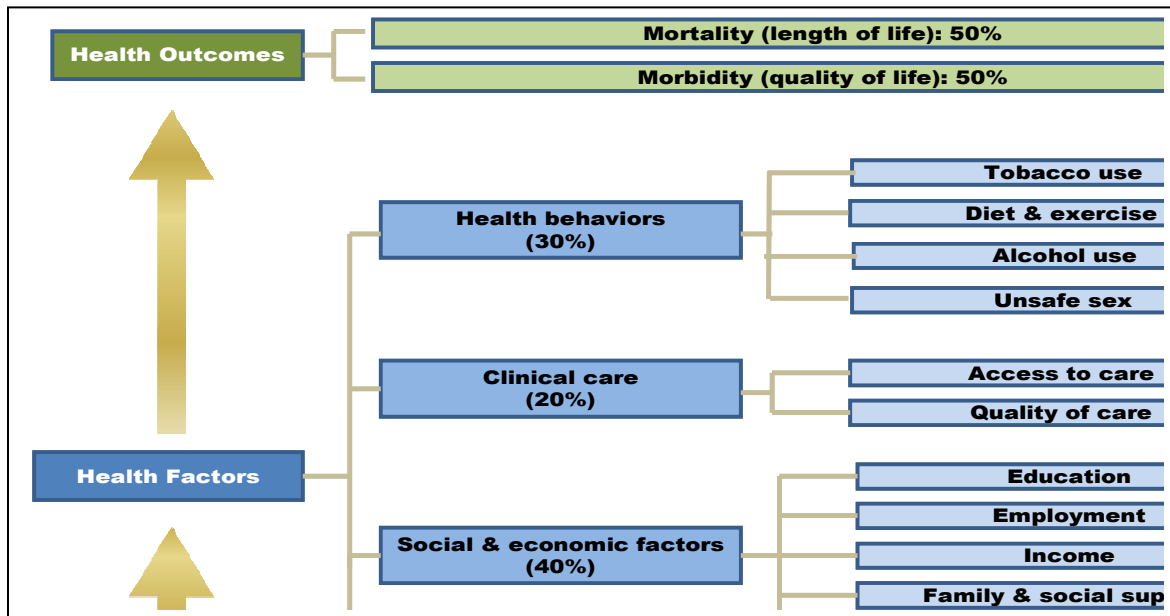 Health Outcomes
Mortality (length of life): 50%
Morbidity (quality of life): 50%
Health Factors
Health behaviors
(30%)
Tobacco use
Diet & exercise
Alcohol use
Unsafe sex
Clinical care
(20%)
Access to care
Quality of care
Social & economic factors
(40%)
Education
Employment
Income
Family & social sup